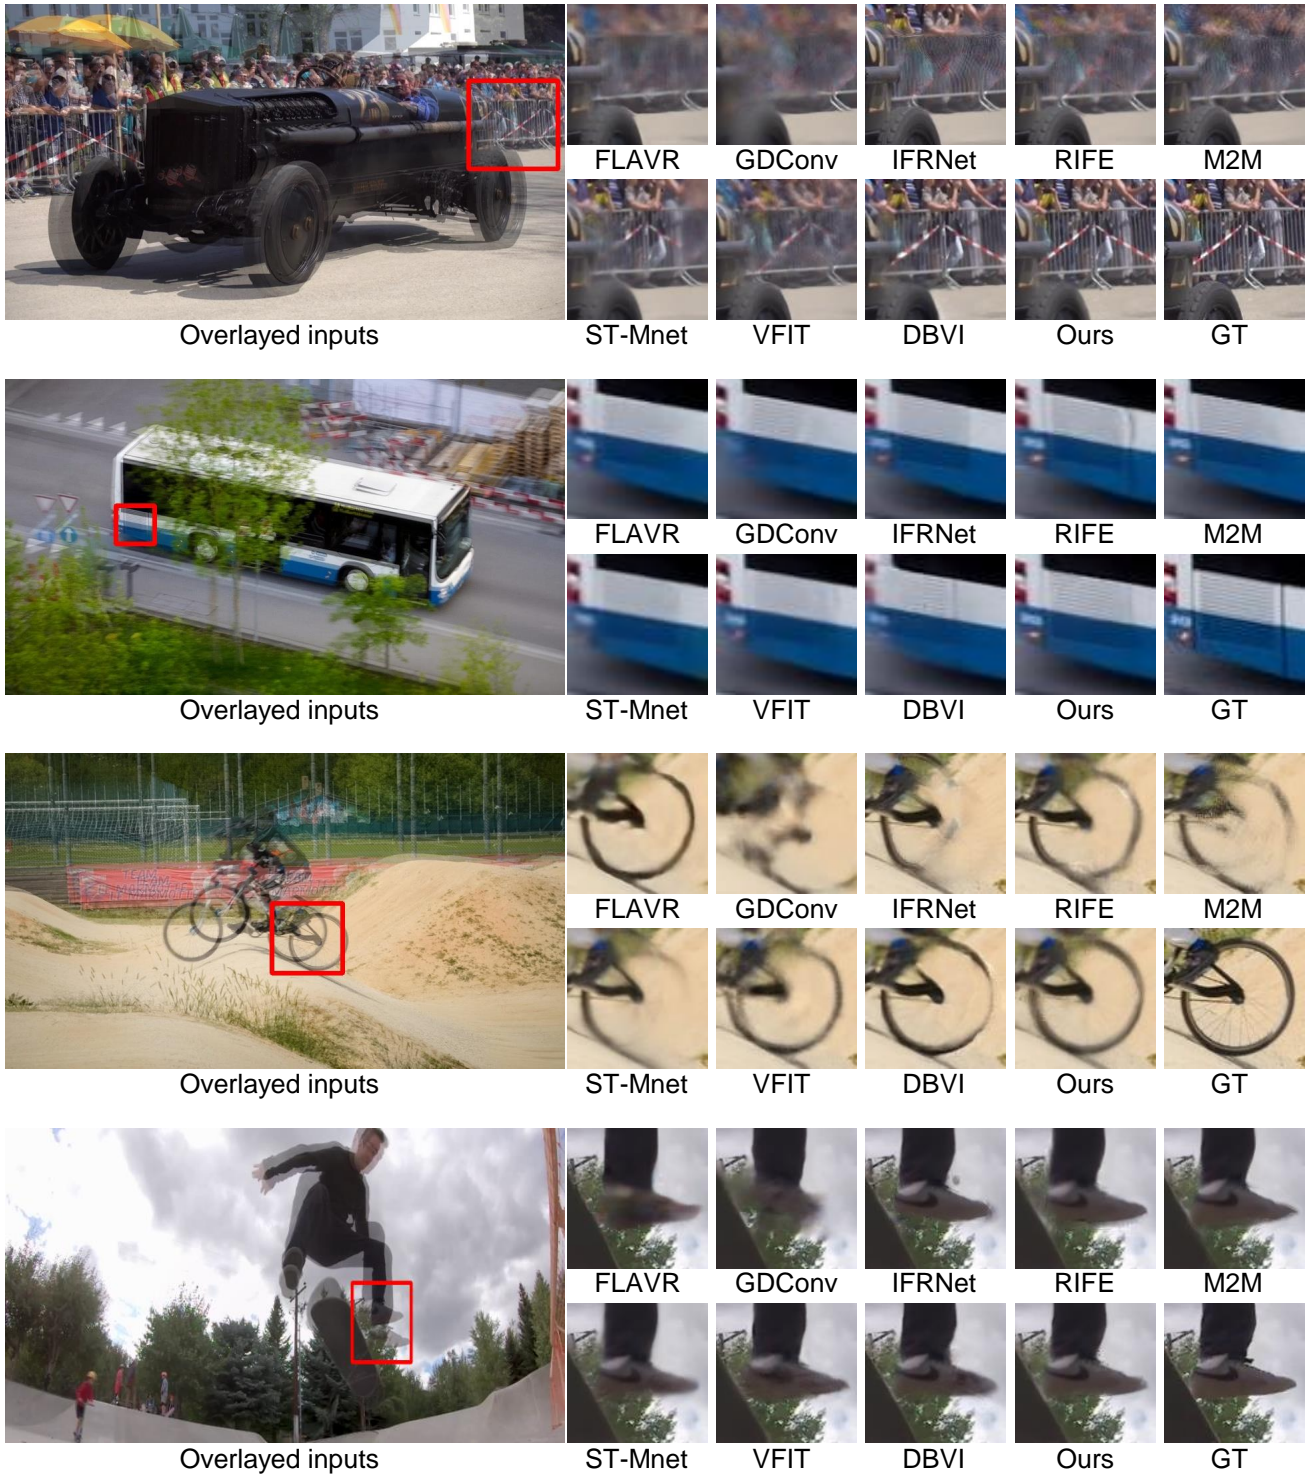 FLAVR GDConv IFRNet RIFE M2M
ST-Mnet VFIT DBVI Ours GT
Overlayed inputs
FLAVR GDConv IFRNet RIFE M2M
ST-Mnet VFIT DBVI Ours GT
Overlayed inputs
FLAVR GDConv IFRNet RIFE M2M
ST-Mnet VFIT DBVI Ours GT
Overlayed inputs
FLAVR GDConv IFRNet RIFE M2M
ST-Mnet VFIT DBVI Ours GT
Overlayed inputs